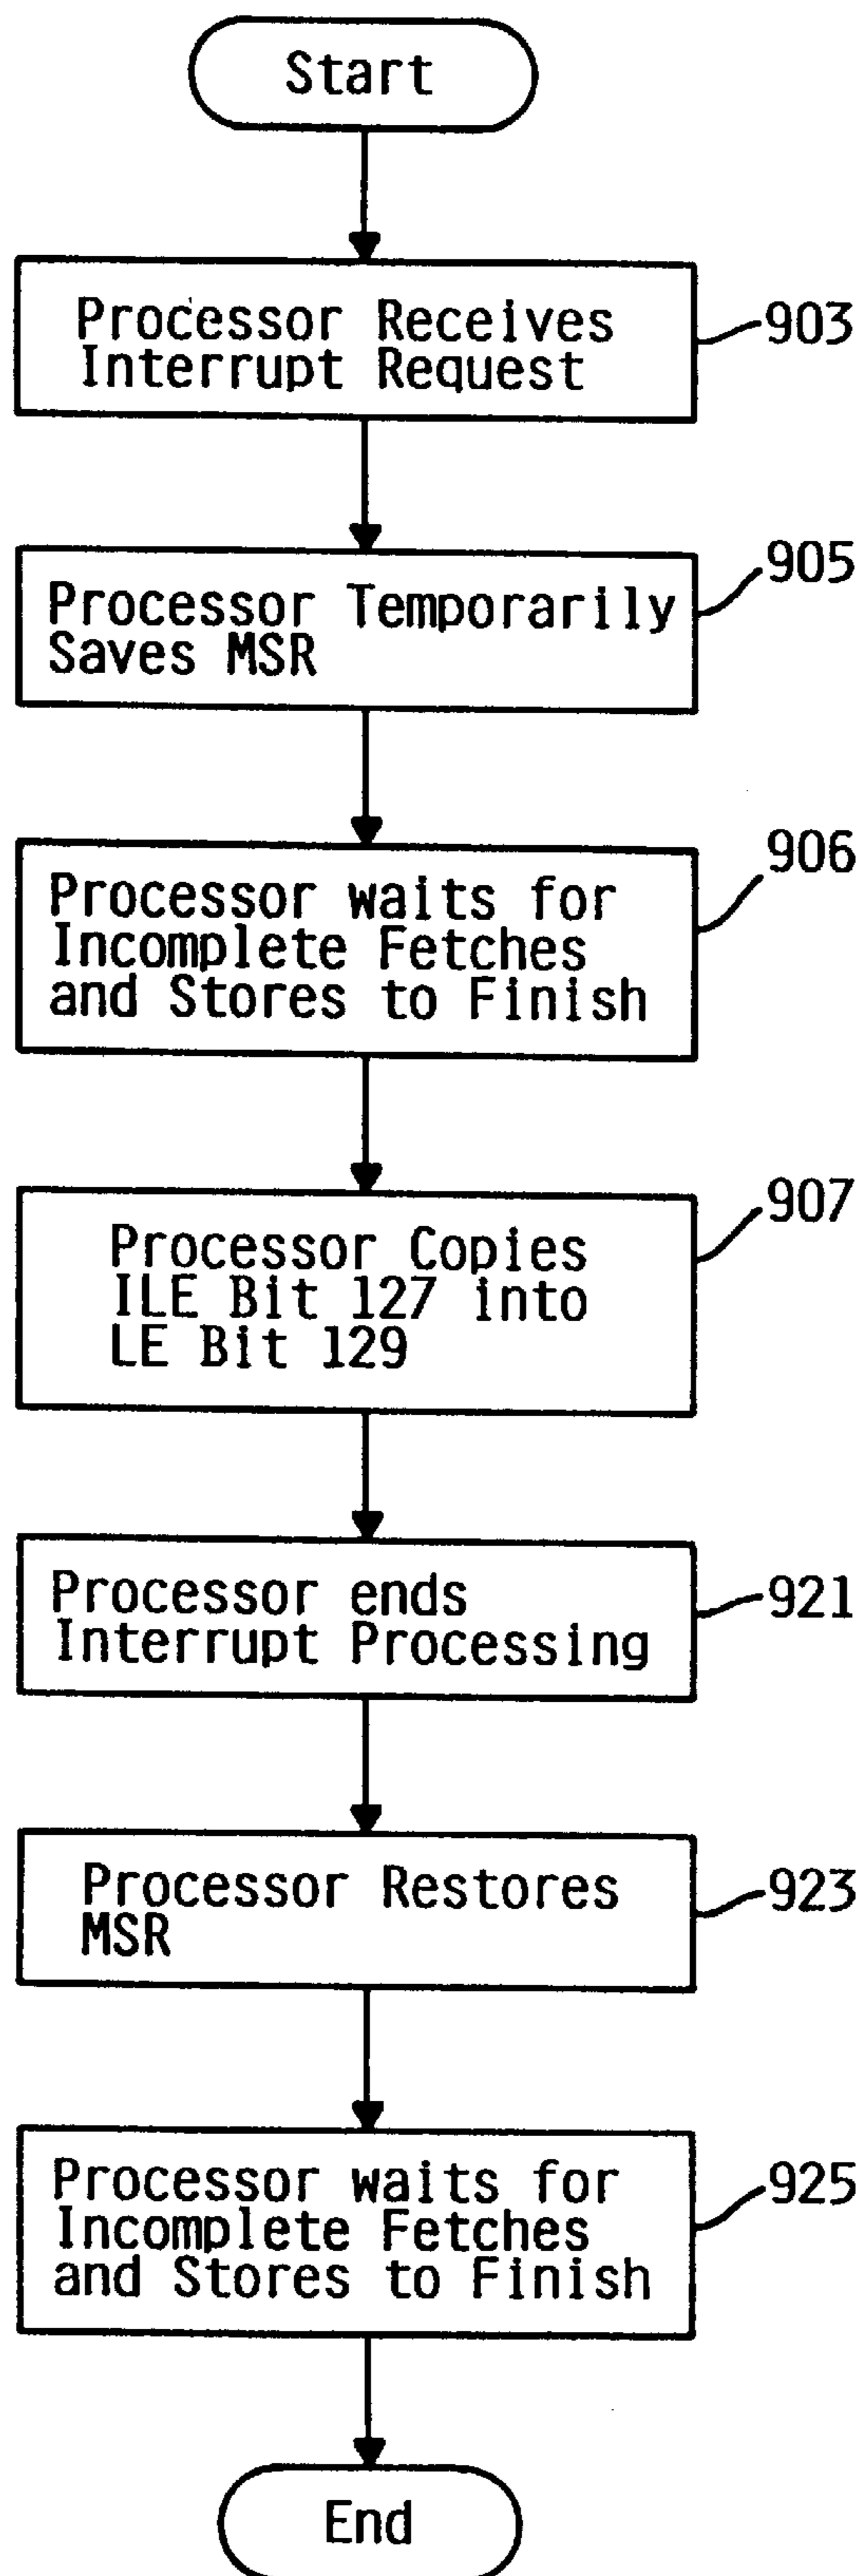 Start
Processor Receives
Interrupt Request
903
Processor Temporarily
Saves MSR
905
Processor waits for
Incomplete Fetches
and Stores to Finish
906
Processor Copies
ILE Bit 127 into
LE Bit 129
907
Processor ends
Interrupt Processing
921
Processor Restores
MSR
923
Processor waits for
Incomplete Fetches
and Stores to Finish
925
End